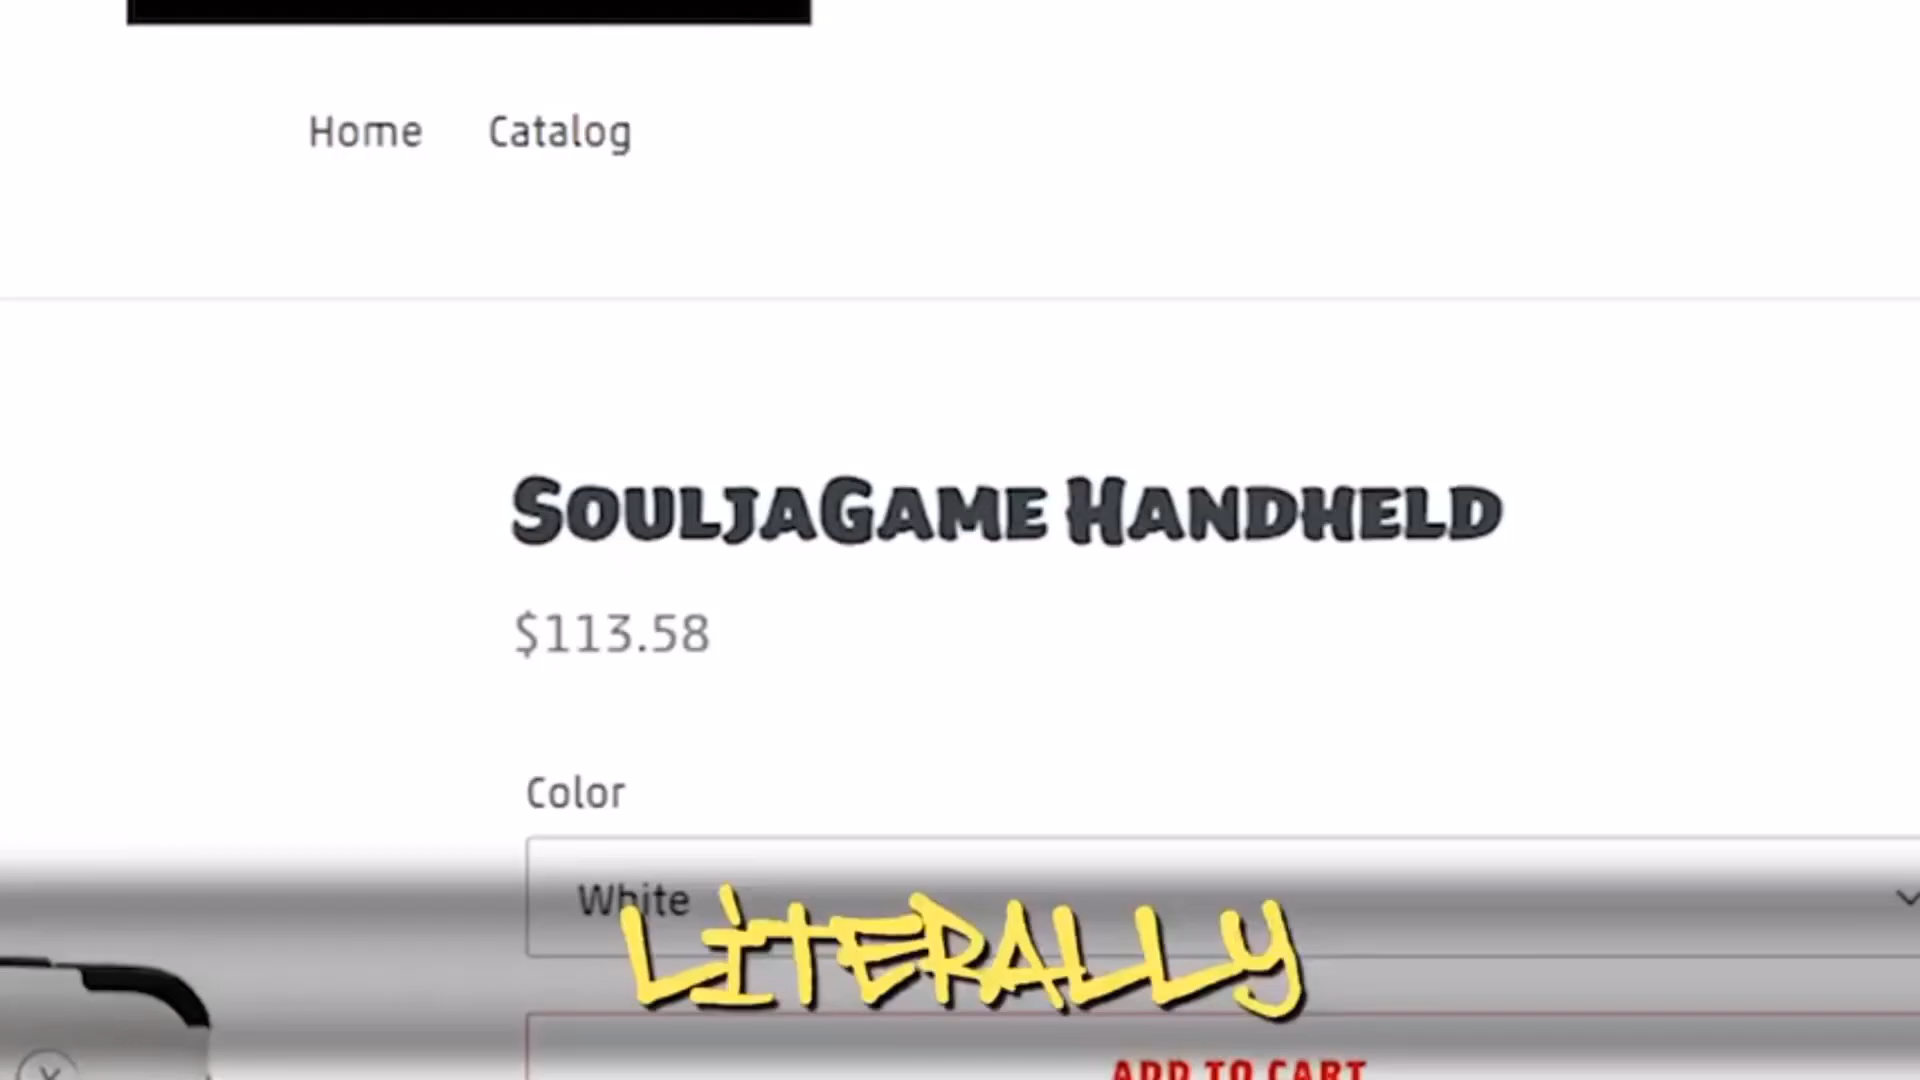 Home Catalog
SouljaGame Handheld
$113.58
Color
White
LITERALLY
ADD TO CART
X